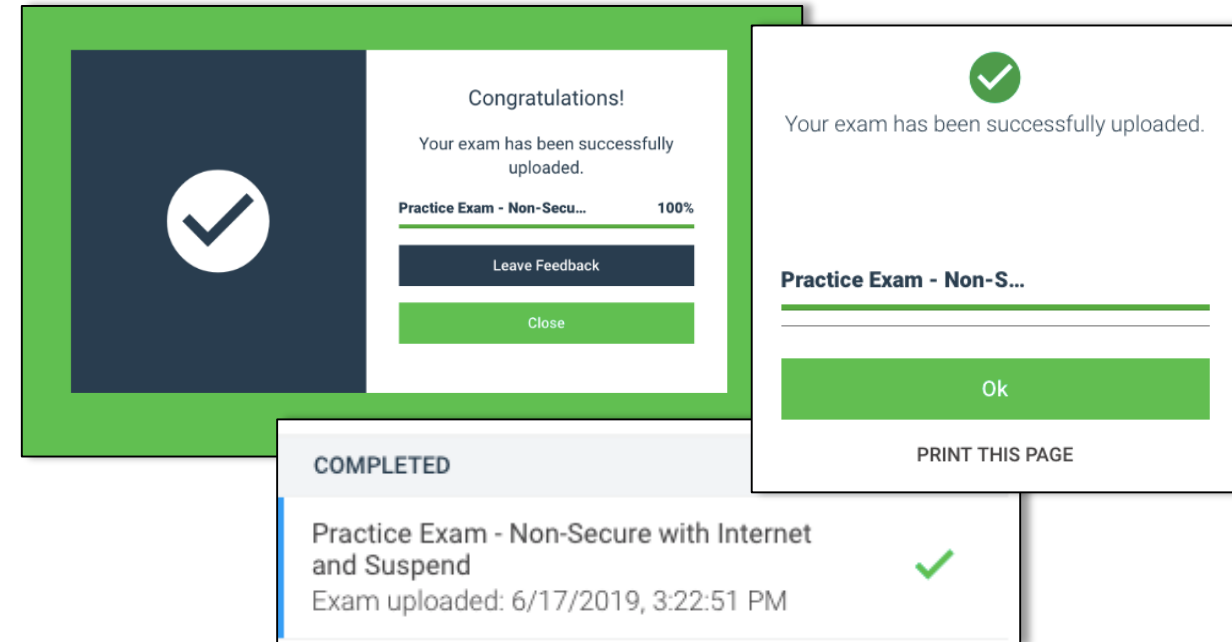 Congratulations!
Your exam has been successfully
uploaded.
Practice Exam - Non-Secu... 100%
Leave Feedback
Close
Your exam has been successfully uploaded.
Practice Exam - Non-S...
Ok
PRINT THIS PAGE
COMPLETED
Practice Exam - Non-Secure with Internet
and Suspend
Exam uploaded: 6/17/2019, 3:22:51 PM